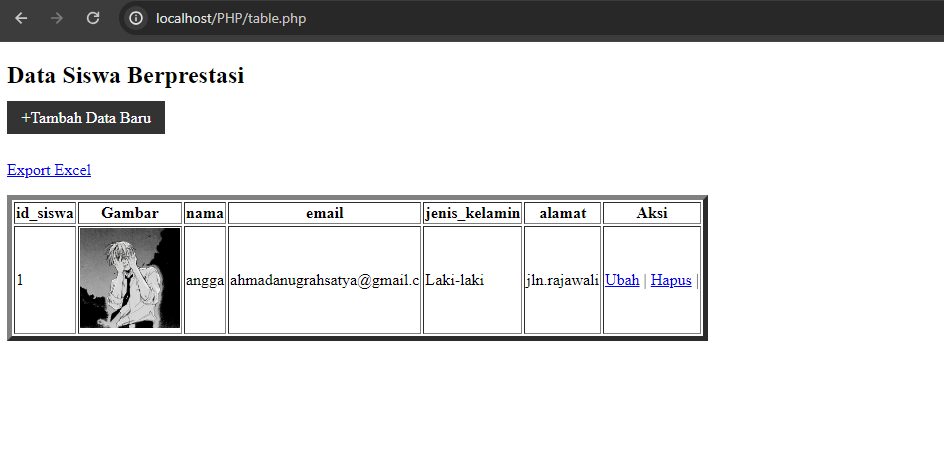 localhost/PHP/table.php
Data Siswa Berprestasi
+Tambah Data Baru
Export Excel
id_siswa Gambar nama email jenis_kelamin alamat Aksi
1 angga ahmadanugrahsatya@gmail.c Laki-laki jln.rajawali Ubah | Hapus |